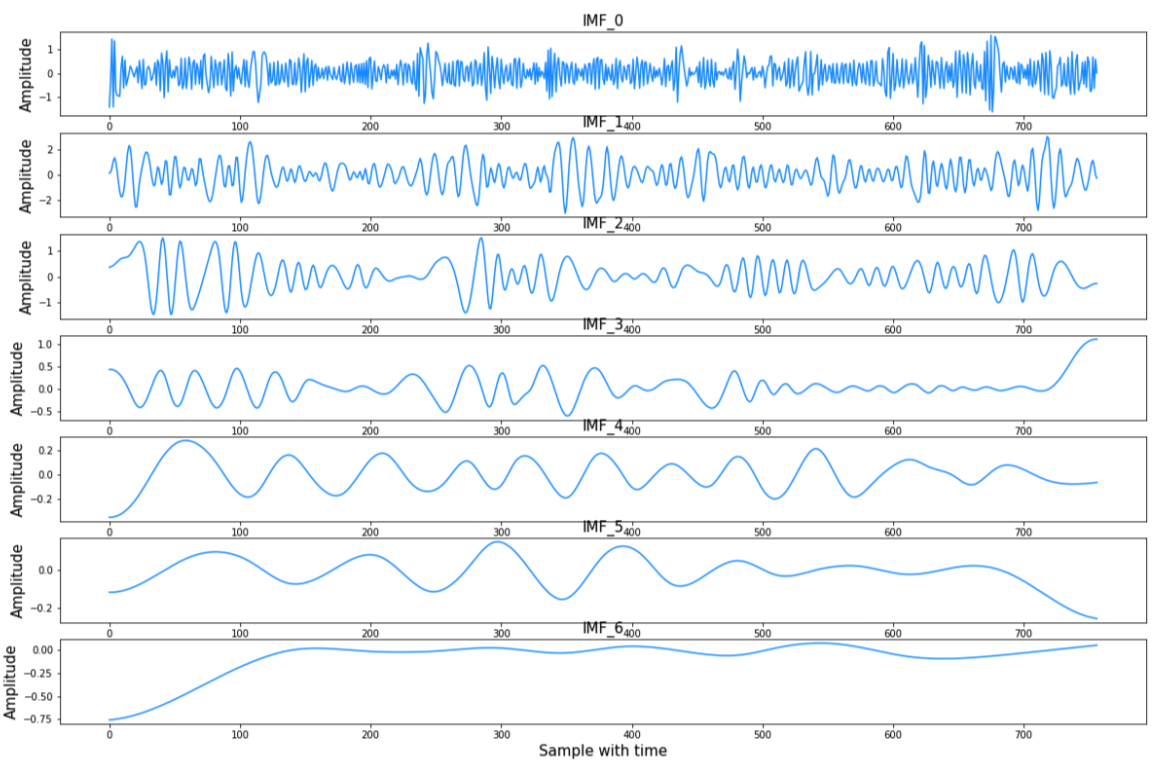 IMF_0
Amplitude
1
0
−1
0 100 200 300 400 500 600 700
IMF_1
Amplitude
2
0
−2
0 100 200 300 400 500 600 700
IMF_2
Amplitude
1
0
−1
0 100 200 300 400 500 600 700
IMF_3
Amplitude
1.0
0.5
0.0
−0.5
0 100 200 300 400 500 600 700
IMF_4
Amplitude
0.2
0.0
−0.2
0 100 200 300 400 500 600 700
IMF_5
Amplitude
0.0
−0.2
0 100 200 300 400 500 600 700
IMF_6
Amplitude
0.00
−0.25
−0.50
−0.75
0 100 200 300 400 500 600 700
Sample with time